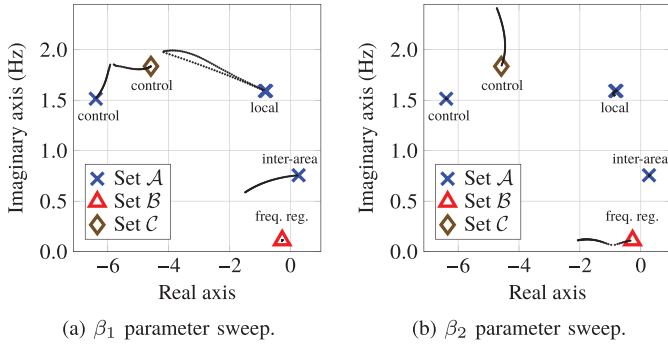 Imaginary axis (Hz)
2.0
1.5
1.0
0.5
0.0
control
control
local
inter-area
freq. reg.
Set 𝒜
Set ℬ
Set 𝒞
−6
−4
−2
0
Real axis
(a) β₁ parameter sweep.
Imaginary axis (Hz)
2.0
1.5
1.0
0.5
0.0
control
control
local
inter-area
freq. reg.
Set 𝒜
Set ℬ
Set 𝒞
−6
−4
−2
0
Real axis
(b) β₂ parameter sweep.